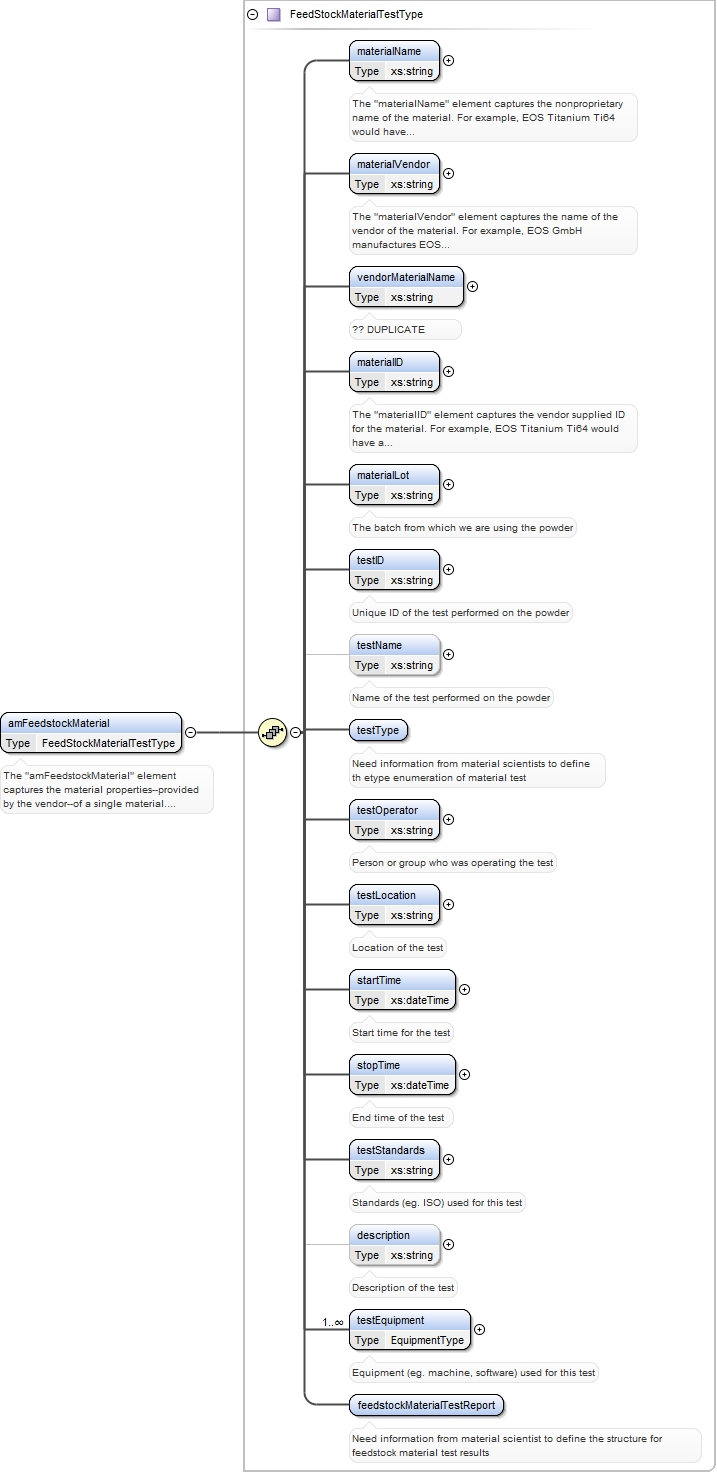 FeedStockMaterialTestType
materialName
Type xs:string
The "materialName" element captures the nonproprietary
name of the material. For example, EOS Titanium Ti64
would have...
materialVendor
Type xs:string
The "materialVendor" element captures the name of the
vendor of the material. For example, EOS GmbH
manufactures EOS...
vendorMaterialName
Type xs:string
?? DUPLICATE
materialID
Type xs:string
The "materialID" element captures the vendor supplied ID
for the material. For example, EOS Titanium Ti64 would
have a...
materialLot
Type xs:string
The batch from which we are using the powder
testID
Type xs:string
Unique ID of the test performed on the powder
testName
Type xs:string
Name of the test performed on the powder
amFeedstockMaterial
Type FeedStockMaterialTestType
The "amFeedstockMaterial" element
captures the material properties--provided
by the vendor--of a single material....
testType
Need information from material scientists to define
th etype enumeration of material test
testOperator
Type xs:string
Person or group who was operating the test
testLocation
Type xs:string
Location of the test
startTime
Type xs:dateTime
Start time for the test
stopTime
Type xs:dateTime
End time of the test
testStandards
Type xs:string
Standards (eg. ISO) used for this test
description
Type xs:string
Description of the test
1..∞
testEquipment
Type EquipmentType
Equipment (eg. machine, software) used for this test
feedstockMaterialTestReport
Need information from material scientist to define the structure for
feedstock material test results